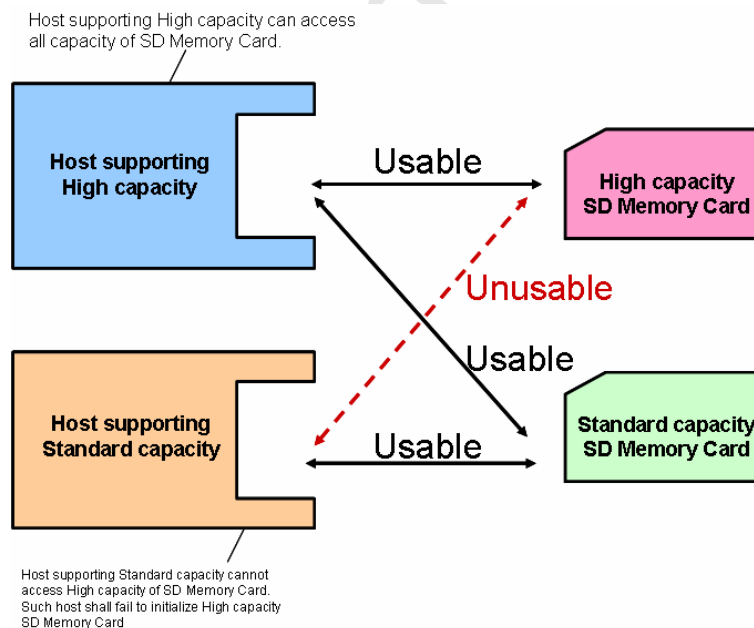 Host supporting High capacity can access
all capacity of SD Memory Card.
Host supporting
High capacity
Usable
High capacity
SD Memory Card
Unusable
Usable
Host supporting
Standard capacity
Usable
Standard capacity
SD Memory Card
Host supporting Standard capacity cannot
access High capacity of SD Memory Card.
Such host shall fail to initialize High capacity
SD Memory Card